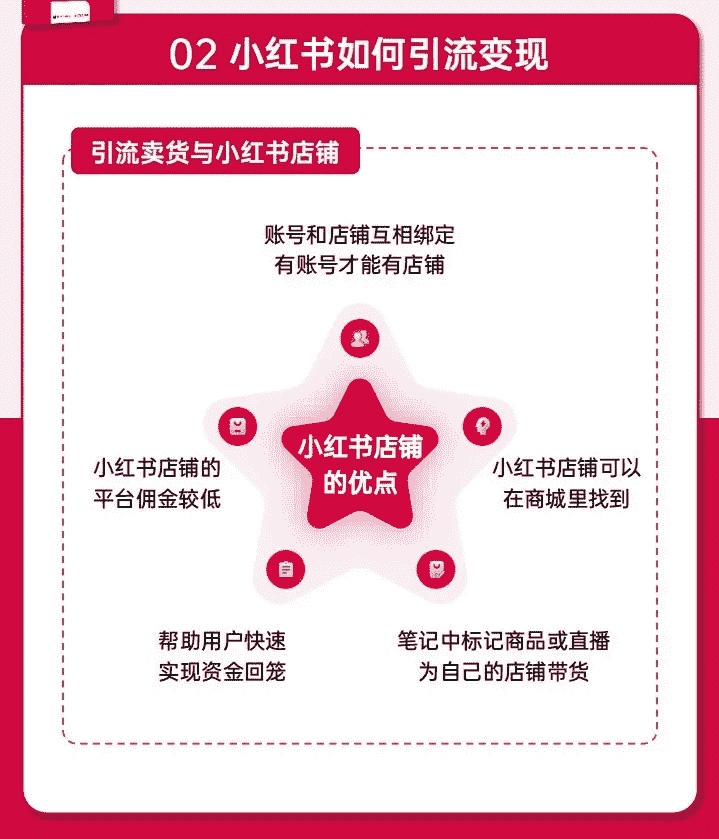 02 小红书如何引流变现
引流卖货与小红书店铺
账号和店铺互相绑定
有账号才能有店铺
小红书店铺
的优点
小红书店铺的
平台佣金较低
小红书店铺可以
在商城里找到
帮助用户快速
实现资金回笼
笔记中标记商品或直播
为自己的店铺带货